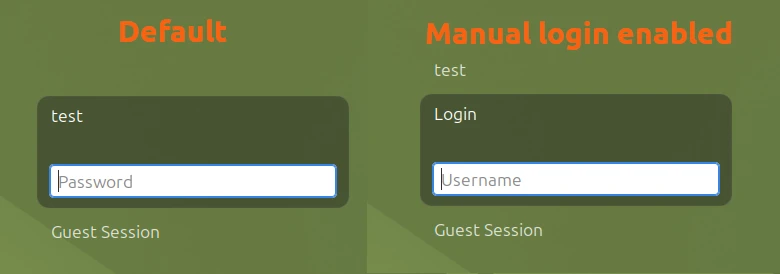 Default
test
Password
Guest Session
Manual login enabled
test
Login
Username
Guest Session